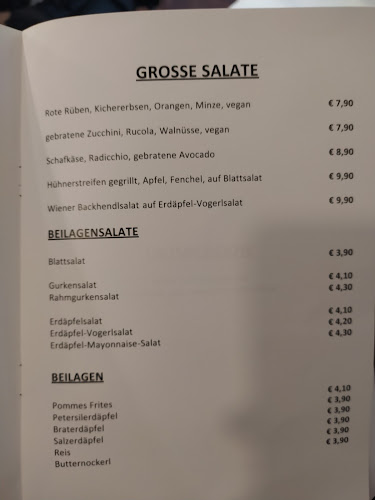 GROSSE SALATE
Rote Rüben, Kichererbsen, Orangen, Minze, vegan € 7,90
gebratene Zucchini, Rucola, Walnüsse, vegan € 7,90
Schafkäse, Radicchio, gebratene Avocado € 8,90
Hühnerstreifen gegrillt, Apfel, Fenchel, auf Blattsalat € 9,90
Wiener Backhendlsalat auf Erdäpfel-Vogerlsalat € 9,90
BEILAGENSALATE
Blattsalat € 3,90
Gurkensalat € 4,10
Rahmgurkensalat € 4,30
Erdäpfelsalat € 4,10
Erdäpfel-Vogerlsalat € 4,20
Erdäpfel-Mayonnaise-Salat € 4,30
BEILAGEN
Pommes Frites € 4,10
Petersilerdäpfel € 3,90
Braterdäpfel € 3,90
Salzerdäpfel € 3,90
Reis € 3,90
Butternockerl € 3,90